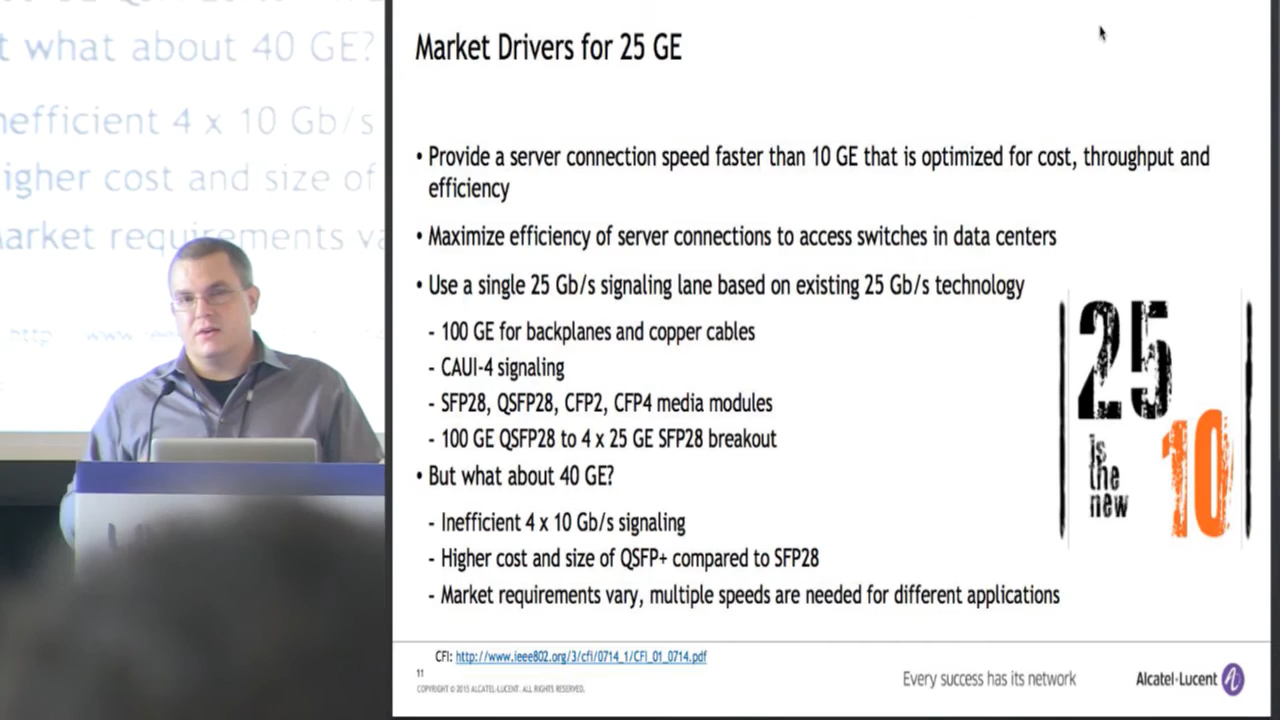 t what about 40 GE?
nefficient 4 x 10 Gb/s
igher cost and size of
arket requirements va
Market Drivers for 25 GE
• Provide a server connection speed faster than 10 GE that is optimized for cost, throughput and
efficiency
• Maximize efficiency of server connections to access switches in data centers
• Use a single 25 Gb/s signaling lane based on existing 25 Gb/s technology
- 100 GE for backplanes and copper cables
- CAUI-4 signaling
- SFP28, QSFP28, CFP2, CFP4 media modules
- 100 GE QSFP28 to 4 x 25 GE SFP28 breakout
• But what about 40 GE?
- Inefficient 4 x 10 Gb/s signaling
- Higher cost and size of QSFP+ compared to SFP28
- Market requirements vary, multiple speeds are needed for different applications
25
is
the
new
10
CFI: http://www.ieee802.org/3/cfi/0714_1/CFI_01_0714.pdf
11
COPYRIGHT © 2015 ALCATEL-LUCENT. ALL RIGHTS RESERVED.
Every success has its network
Alcatel·Lucent